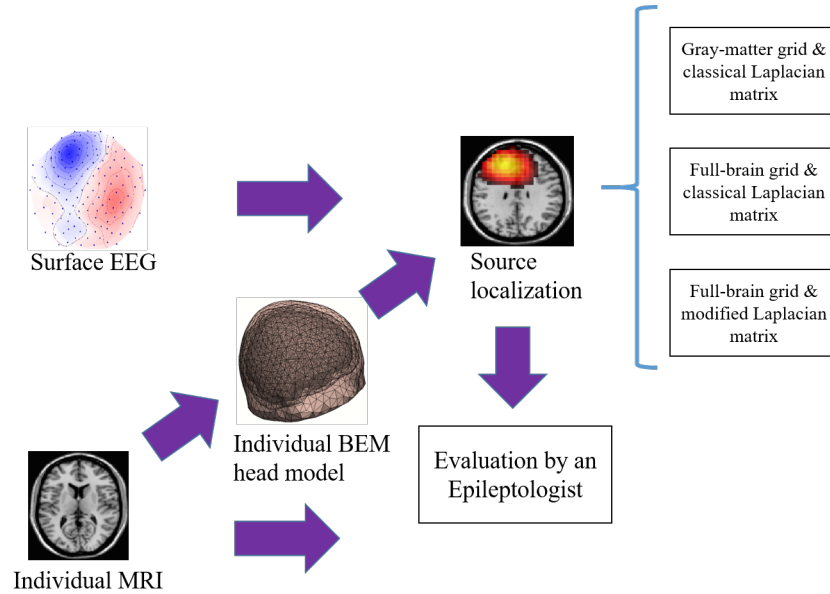 Surface EEG
Individual BEM
head model
Individual MRI
Source
localization
Evaluation by an
Epileptologist
Gray-matter grid &
classical Laplacian
matrix
Full-brain grid &
classical Laplacian
matrix
Full-brain grid &
modified Laplacian
matrix